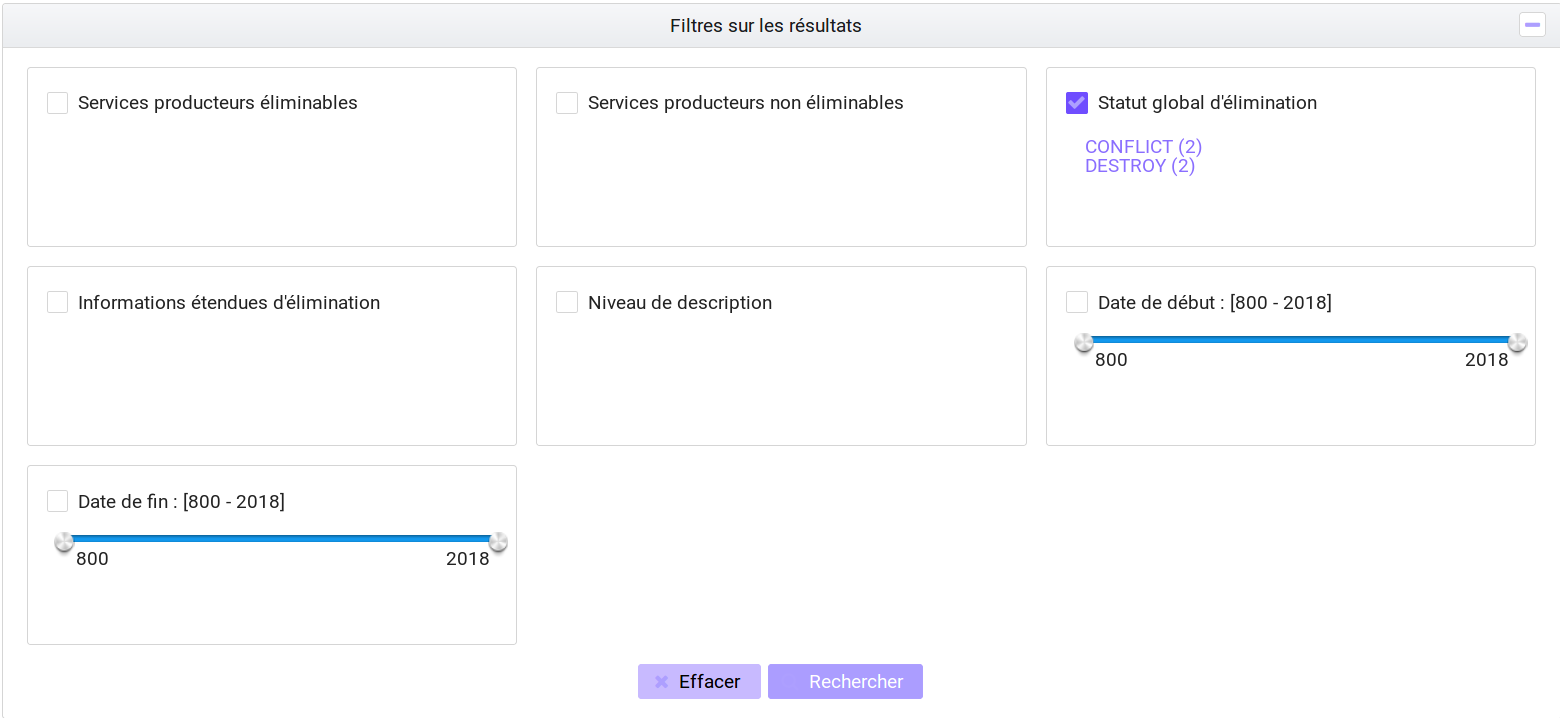 Filtres sur les résultats
Services producteurs éliminables
Services producteurs non éliminables
Statut global d'élimination
CONFLICT (2)
DESTROY (2)
Informations étendues d'élimination
Niveau de description
Date de début : [800 - 2018]
800
2018
Date de fin : [800 - 2018]
800
2018
Effacer
Rechercher